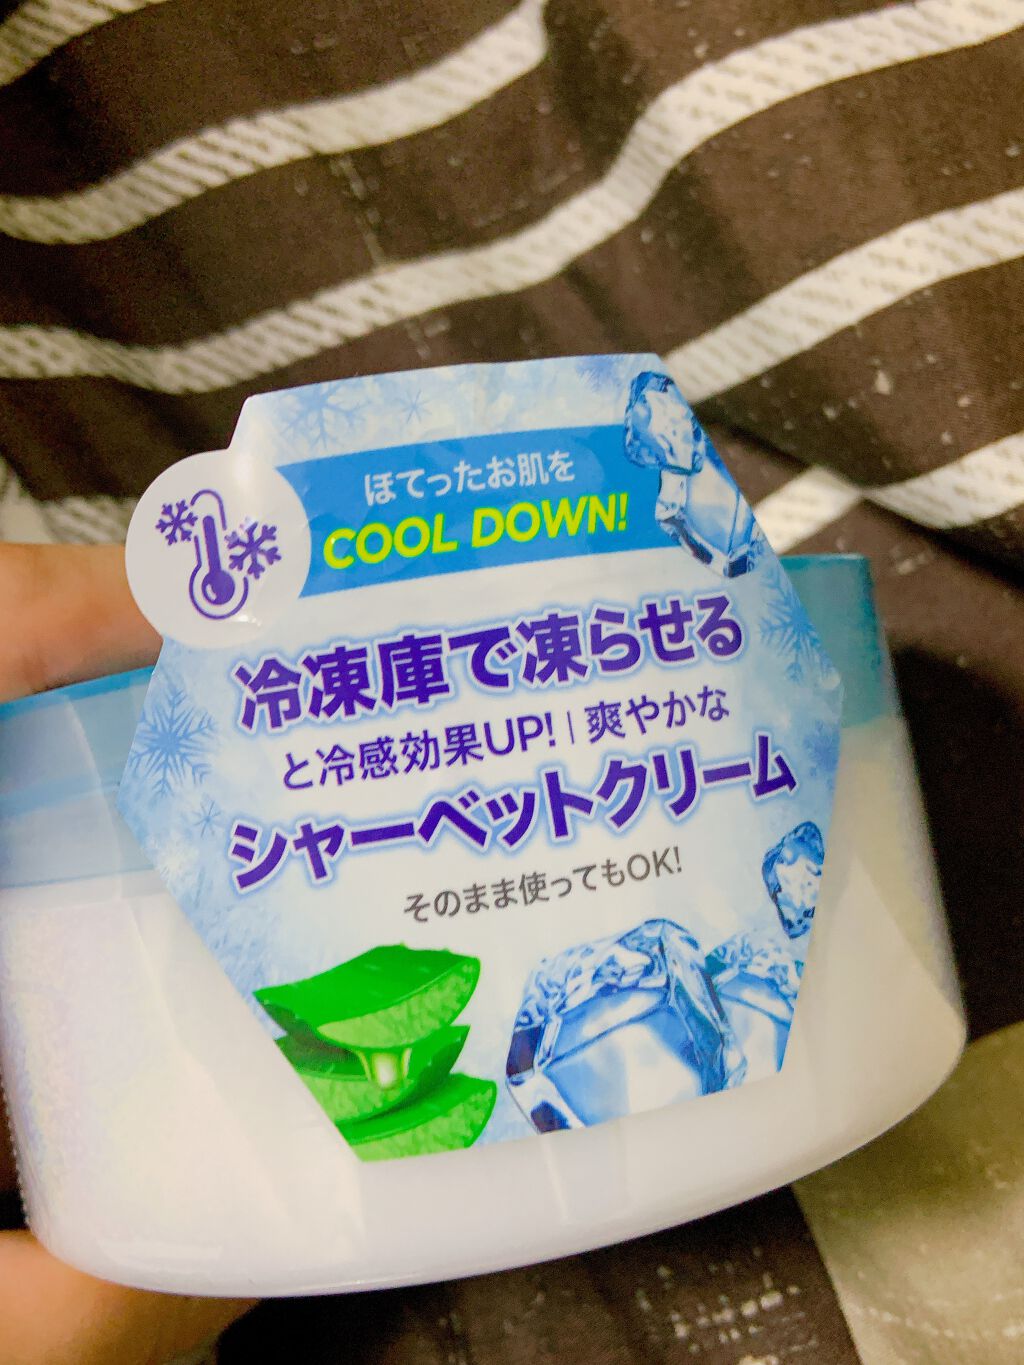 ほてったお肌を
COOL DOWN!
冷凍庫で凍らせる
と冷感効果UP! | 爽やかな
シャーベットクリーム
そのまま使ってもOK!